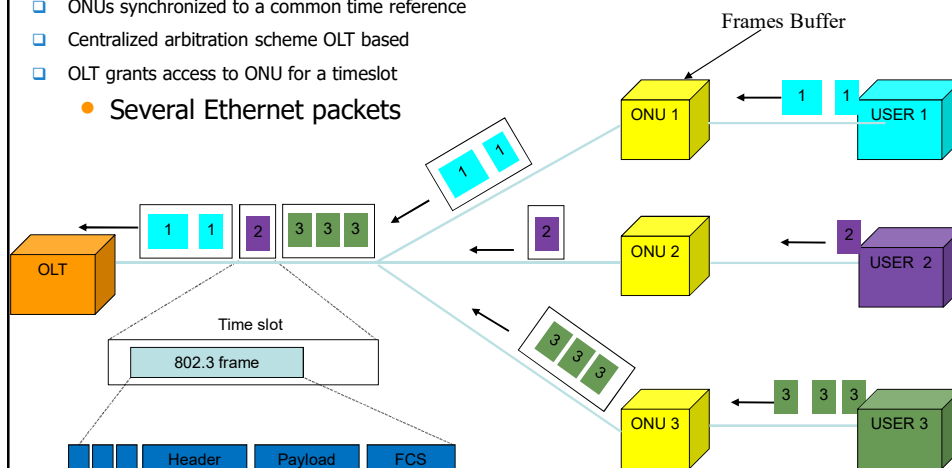 ONUs synchronized to a common time reference
Centralized arbitration scheme OLT based
OLT grants access to ONU for a timeslot
Several Ethernet packets
Frames Buffer
ONU 1
1 1
USER 1
1 1
1 1
2
3 3 3
OLT
2
ONU 2
2
USER 2
Time slot
802.3 frame
3 3 3
ONU 3
3 3 3
USER 3
Header
Payload
FCS